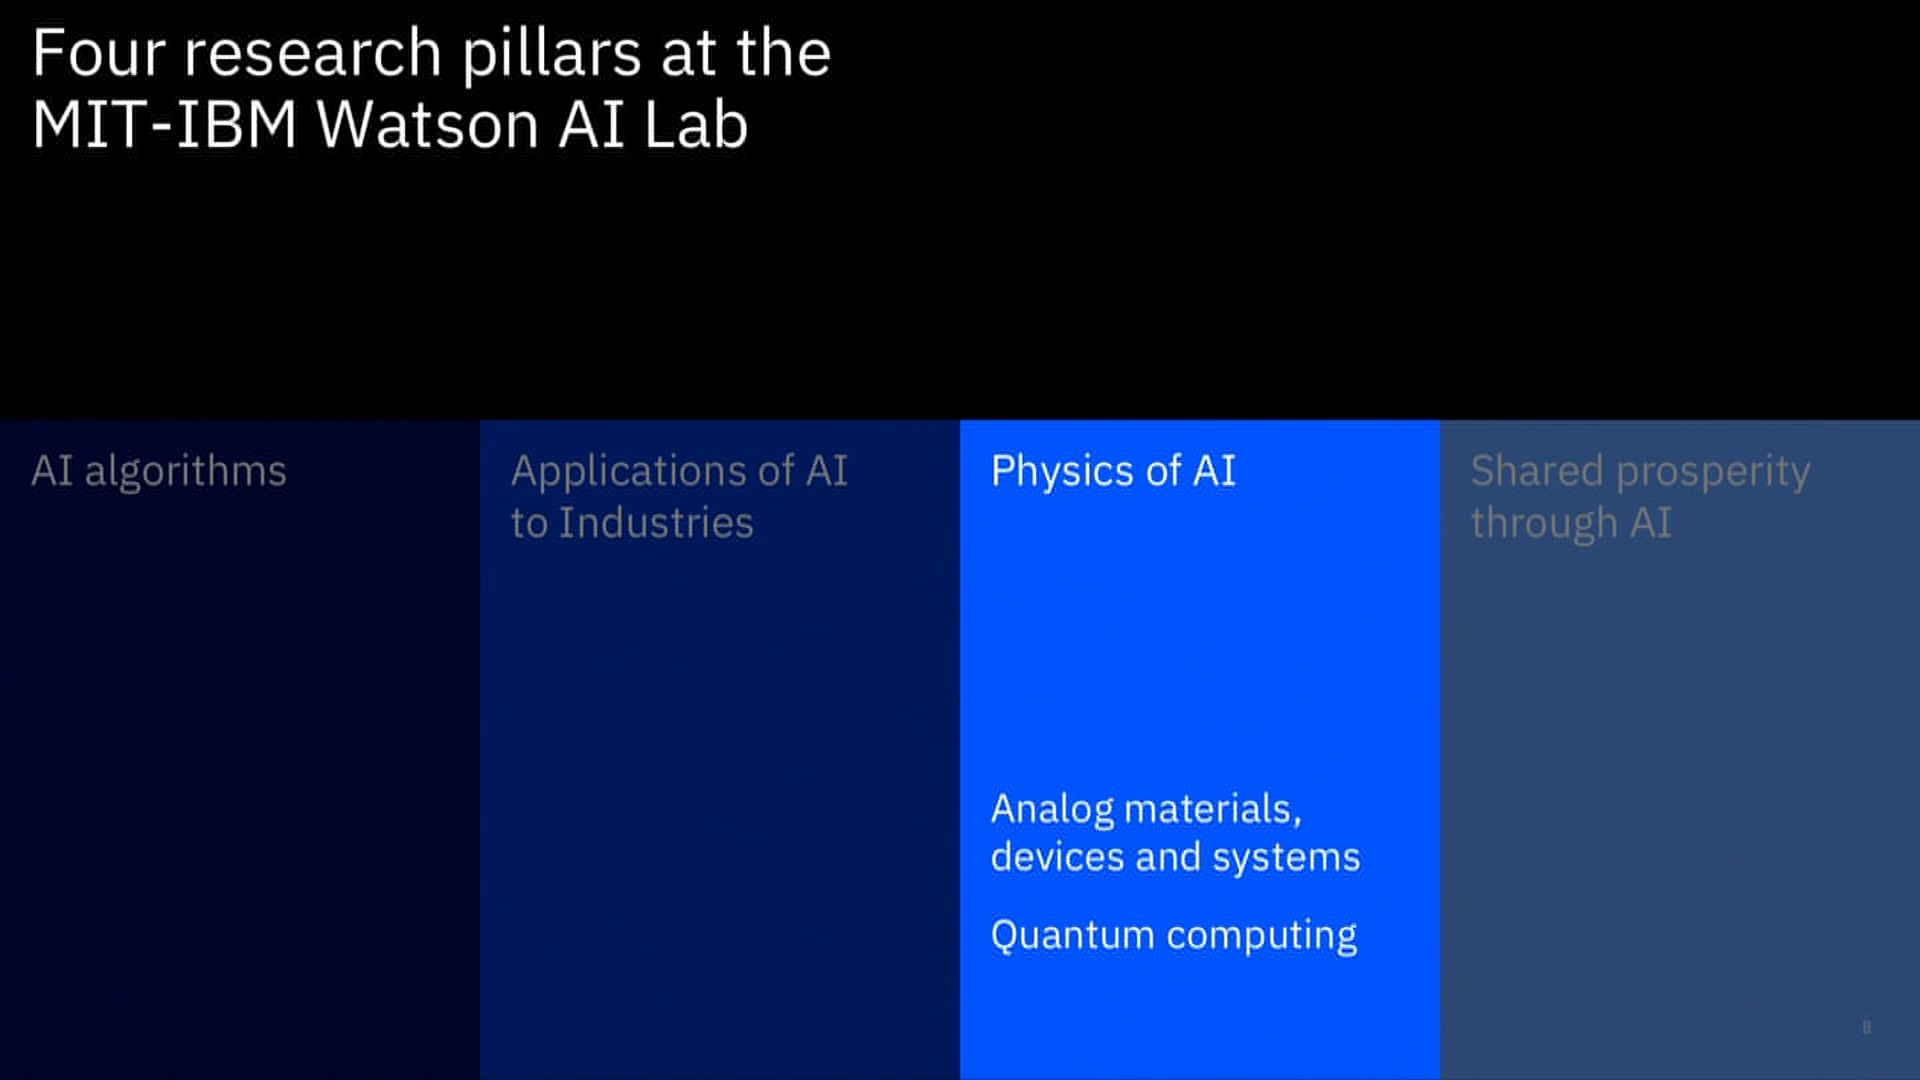 Four research pillars at the
MIT-IBM Watson AI Lab
AI algorithms
Applications of AI
to Industries
Physics of AI
Analog materials,
devices and systems
Quantum computing
Shared prosperity
through AI
8